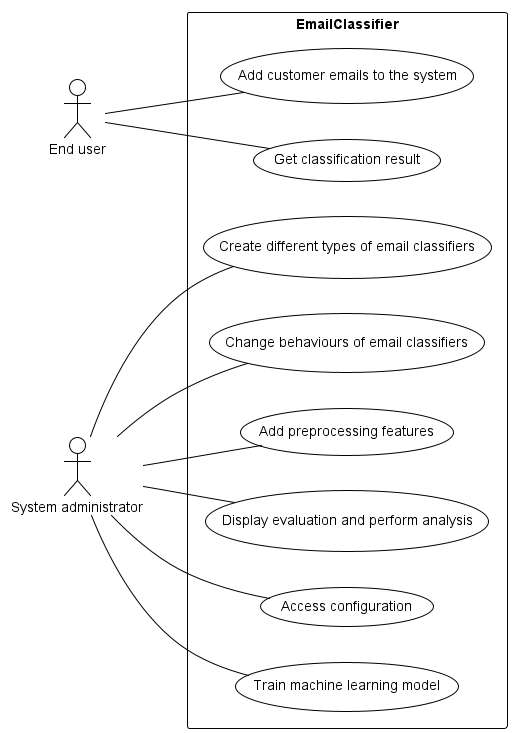 EmailClassifier
Add customer emails to the system
End user
Get classification result
Create different types of email classifiers
Change behaviours of email classifiers
Add preprocessing features
System administrator
Display evaluation and perform analysis
Access configuration
Train machine learning model